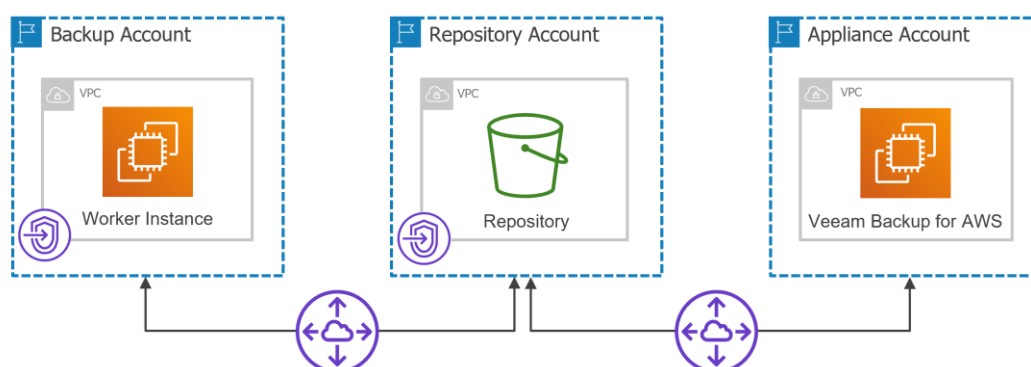 Backup Account
Repository Account
Appliance Account
VPC
VPC
VPC
Worker Instance
Repository
Veeam Backup for AWS